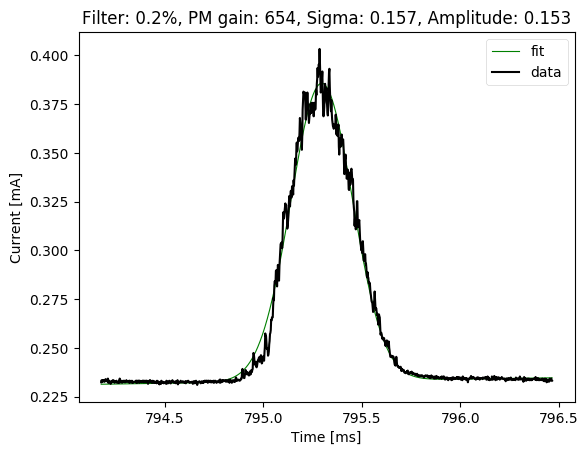 Filter: 0.2%, PM gain: 654, Sigma: 0.157, Amplitude: 0.153
fit
data
0.400
0.375
0.350
0.325
0.300
0.275
0.250
0.225
Current [mA]
794.5
795.0
795.5
796.0
796.5
Time [ms]